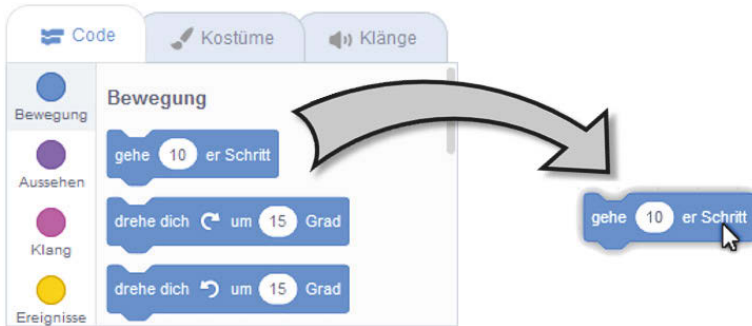 Code Kostüme Klänge
Bewegung
Aussehen
Klang
Ereignisse
Bewegung
gehe 10 er Schritt
drehe dich um 15 Grad
drehe dich um 15 Grad
gehe 10 er Schritt